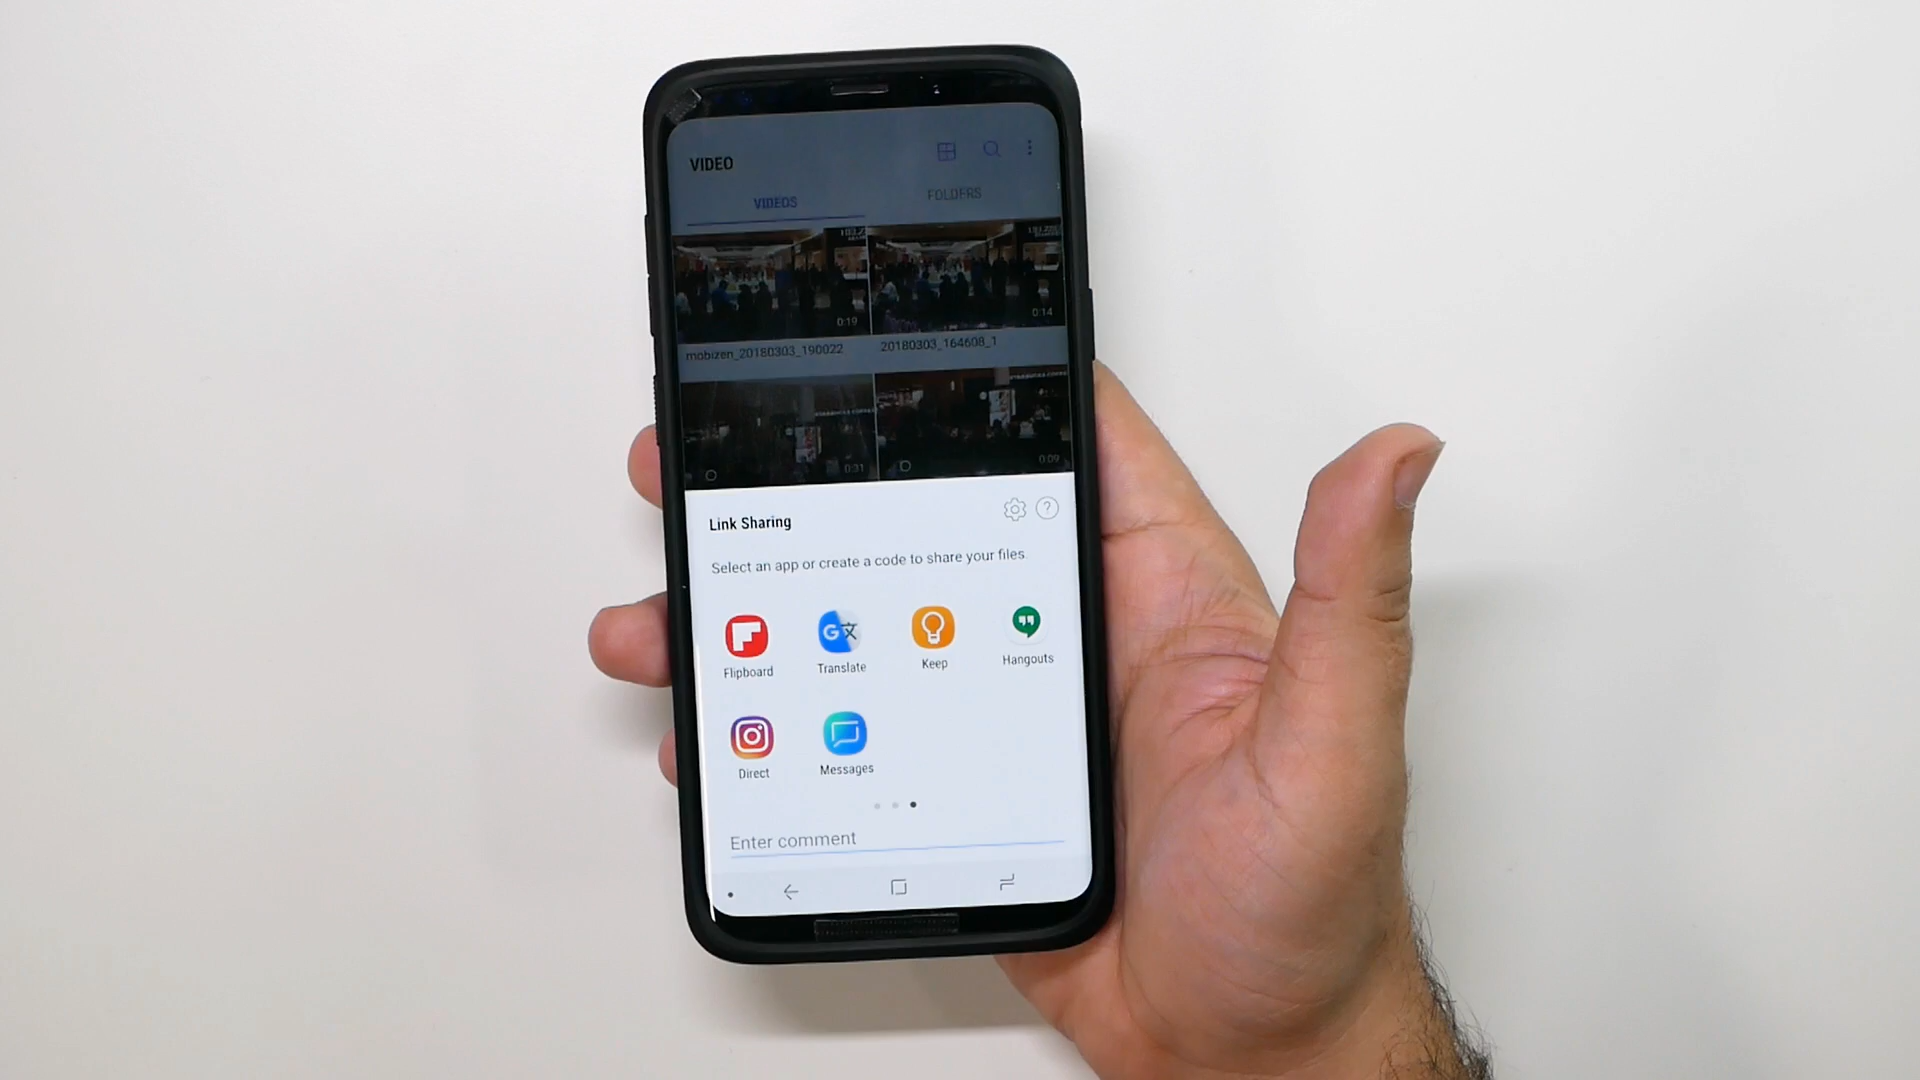 VIDEO
VIDEOS FOLDERS
0:19 0:14
mobizen_20180303_190022 20180303_164608_1
0:31 0:09
Link Sharing
Select an app or create a code to share your files.
Flipboard Translate Keep Hangouts
Direct Messages
Enter comment